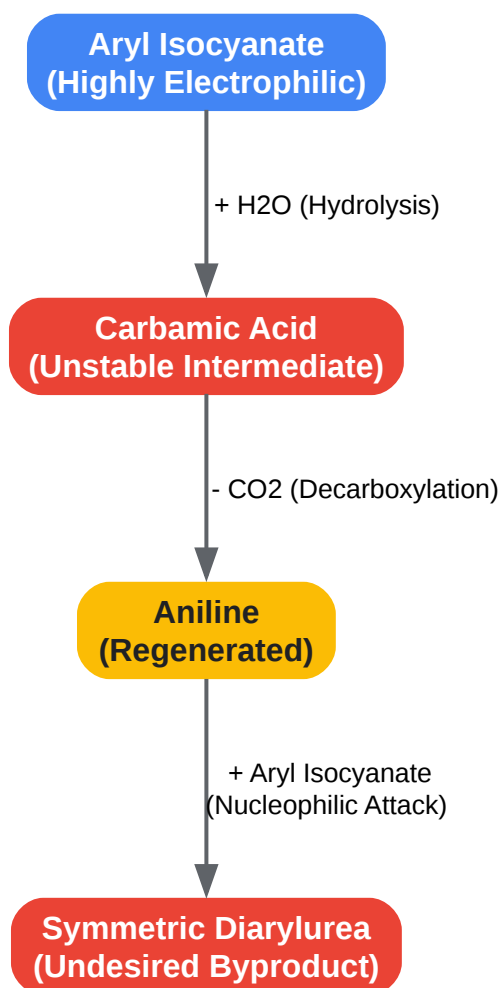 Aryl Isocyanate
(Highly Electrophilic)
+ H2O (Hydrolysis)
Carbamic Acid
(Unstable Intermediate)
- CO2 (Decarboxylation)
Aniline
(Regenerated)
+ Aryl Isocyanate
(Nucleophilic Attack)
Symmetric Diarylurea
(Undesired Byproduct)